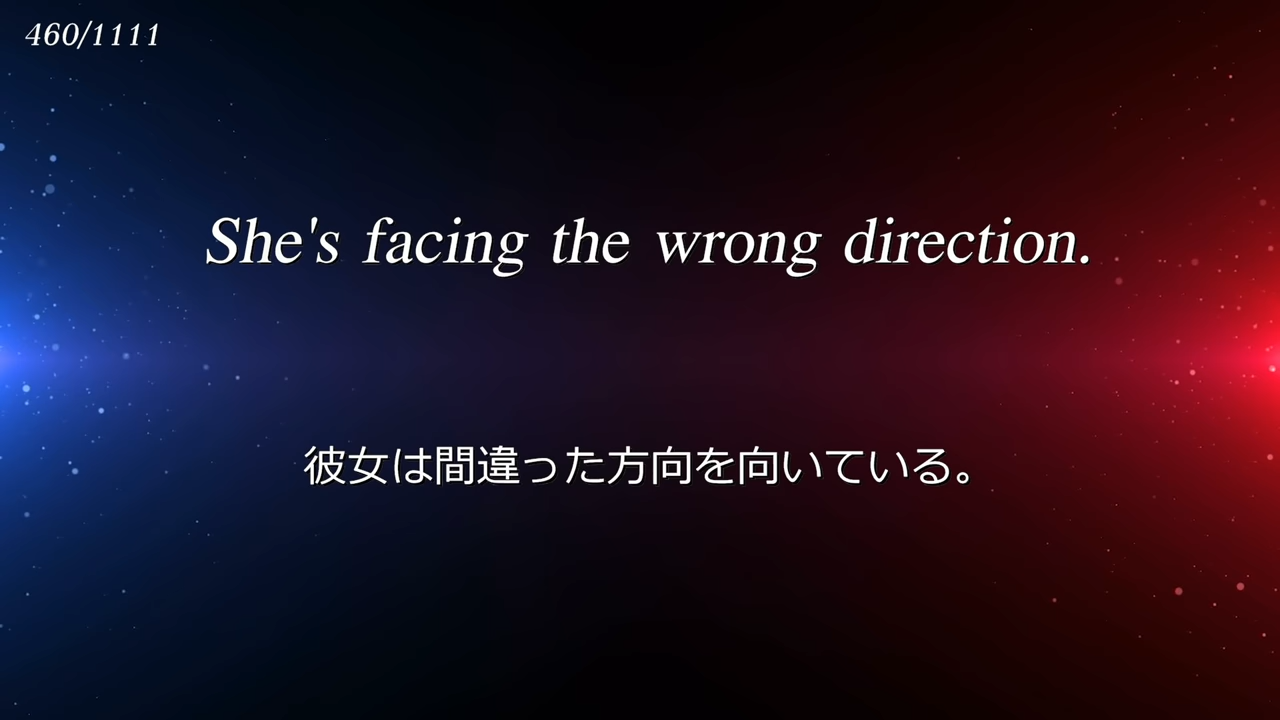 460/1111
She's facing the wrong direction.
彼女は間違った方向を向いている。